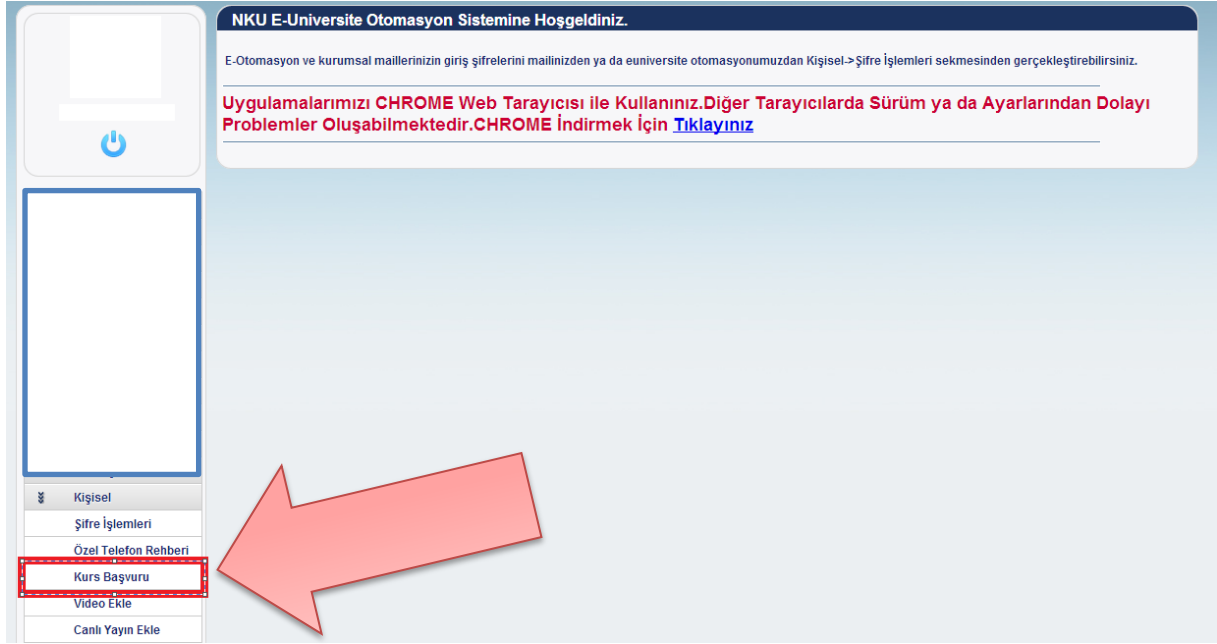 NKU E-Universite Otomasyon Sistemine Hoşgeldiniz.
E-Otomasyon ve kurumsal maillerinizin giriş şifrelerini mailinizden ya da euniversite otomasyonumuzdan Kişisel->Şifre İşlemleri sekmesinden gerçekleştirebilirsiniz.
Uygulamalarımızı CHROME Web Tarayıcısı ile Kullanınız.Diğer Tarayıcılarda Sürüm ya da Ayarlarından Dolayı
Problemler Oluşabilmektedir.CHROME İndirmek İçin Tıklayınız
Kişisel
Şifre İşlemleri
Özel Telefon Rehberi
Kurs Başvuru
Video Ekle
Canlı Yayın Ekle